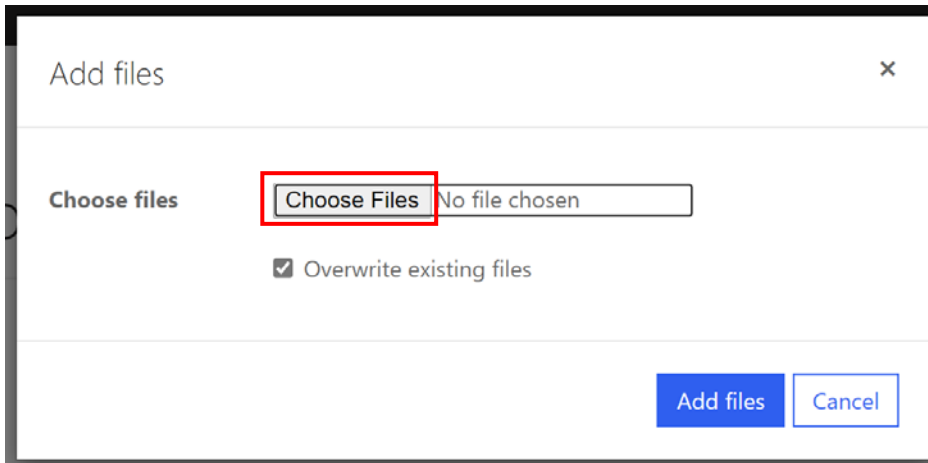 Add files
×
Choose files
Choose Files No file chosen
Overwrite existing files
Add files Cancel